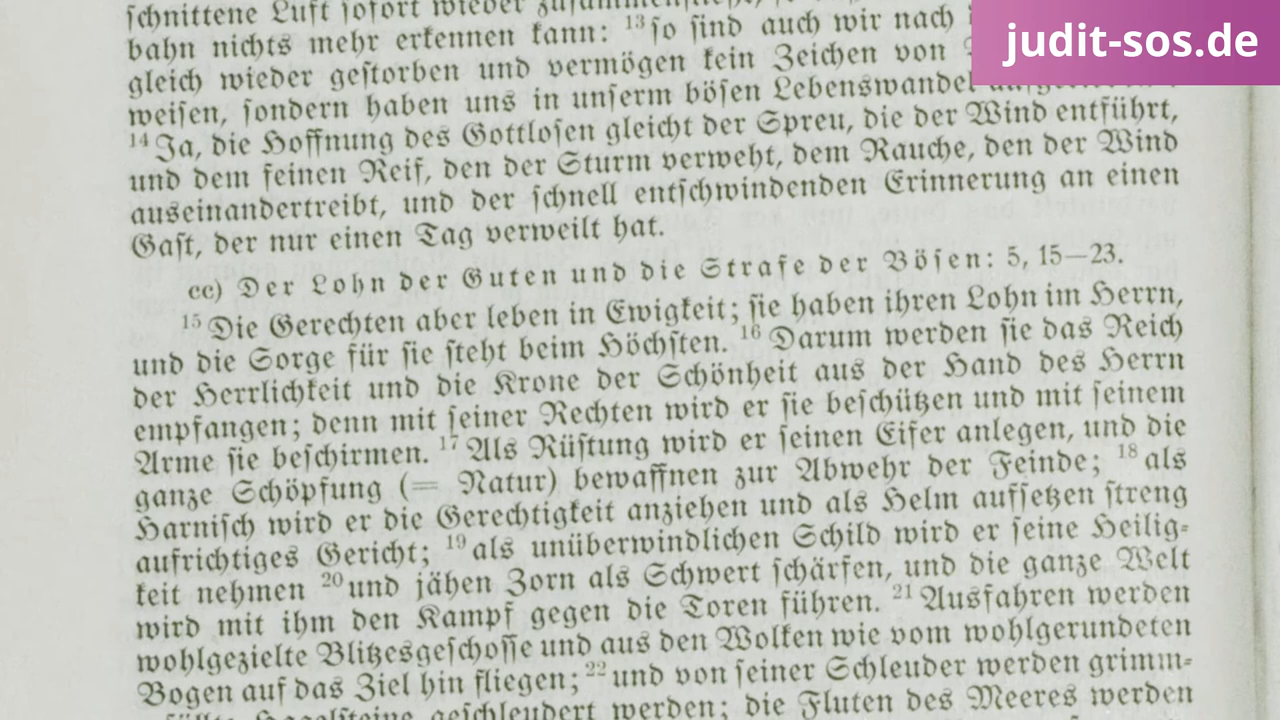 judit-sos.de
schnittene Luft sofort wieder
bahn nichts mehr erkennen kann: ¹³so sind auch wir nach
gleich wieder gestorben und vermögen kein Zeichen von
weisen, sondern haben uns in unserm bösen Lebenswandel
¹⁴Ja, die Hoffnung des Gottlosen gleicht der Spreu, die der Wind entführt,
und dem feinen Reif, den der Sturm verweht, dem Rauche, den der Wind
auseinandertreibt, und der schnell entschwindenden Erinnerung an einen
Gast, der nur einen Tag verweilt hat.
cc) Der Lohn der Guten und die Strafe der Bösen: 5, 15—23.
¹⁵Die Gerechten aber leben in Ewigkeit; sie haben ihren Lohn im Herrn,
und die Sorge für sie steht beim Höchsten. ¹⁶Darum werden sie das Reich
der Herrlichkeit und die Krone der Schönheit aus der Hand des Herrn
empfangen; denn mit seiner Rechten wird er sie beschützen und mit seinem
Arme sie beschirmen. ¹⁷Als Rüstung wird er seinen Eifer anlegen, und die
ganze Schöpfung (= Natur) bewaffnen zur Abwehr der Feinde; ¹⁸als
Harnisch wird er die Gerechtigkeit anziehen und als Helm aufsetzen streng
aufrichtiges Gericht; ¹⁹als unüberwindlichen Schild wird er seine Heilig-
keit nehmen ²⁰und jähen Zorn als Schwert schärfen, und die ganze Welt
wird mit ihm den Kampf gegen die Toren führen. ²¹Ausfahren werden
wohlgezielte Blitzesgeschosse und aus den Wolken wie vom wohlgerundeten
Bogen auf das Ziel hin fliegen; ²²und von seiner Schleuder werden grimm-
Hagelsteine geschleudert werden; die Fluten des Meeres werden